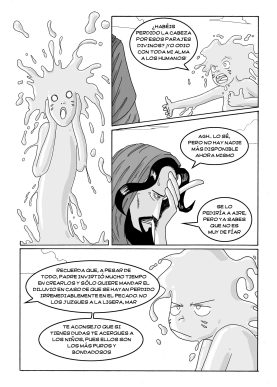 ¿HABÉIS
PERDIDO LA CABEZA
POR ESOS PARAJES
DIVINOS? ¡YO ODIO
CON TODA MI ALMA
A LOS HUMANOS!
AGH... LO SÉ,
PERO NO HAY NADIE
MÁS DISPONIBLE
AHORA MISMO
SE LO
PEDIRÍA A AIRE,
PERO YA SABES
QUE NO ES
MUY DE FIAR
RECUERDA QUE, A PESAR DE
TODO, PADRE INVIRTIÓ MUCHO TIEMPO
EN CREARLOS Y SÓLO QUIERE MANDAR EL
DILUVIO EN CASO DE QUE SE HAYAN PERDIDO
IRREMEDIABLEMENTE EN EL PECADO. NO
LOS JUZGUES A LA LIGERA, MAR
TE ACONSEJO QUE SI
TIENES DUDAS TE ACERQUES A
LOS NIÑOS, PUES ELLOS SON
LOS MÁS PUROS Y
BONDADOSOS